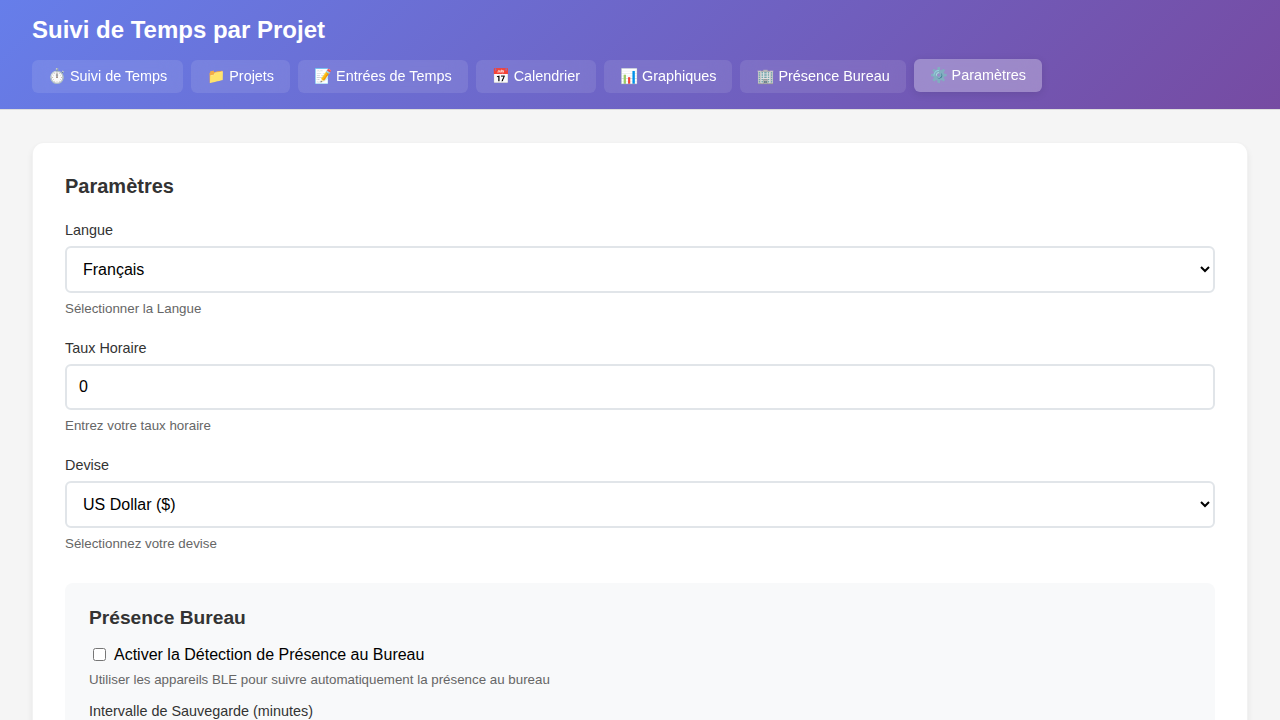 Suivi de Temps par Projet
⏱️ Suivi de Temps 📁 Projets 📝 Entrées de Temps 📅 Calendrier 📊 Graphiques 🏢 Présence Bureau ⚙️ Paramètres
Paramètres
Langue
Français
Sélectionner la Langue
Taux Horaire
0
Entrez votre taux horaire
Devise
US Dollar ($)
Sélectionnez votre devise
Présence Bureau
Activer la Détection de Présence au Bureau
Utiliser les appareils BLE pour suivre automatiquement la présence au bureau
Intervalle de Sauvegarde (minutes)